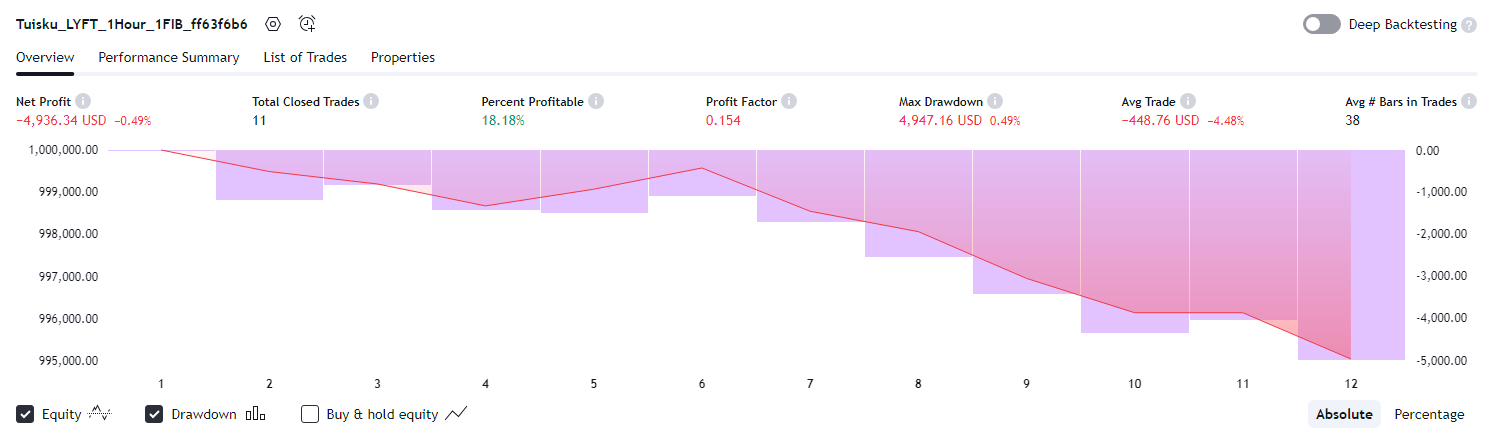 Tuisku_LYFT_1Hour_1FIB_ff63f6b6
Deep Backtesting ?
Overview Performance Summary List of Trades Properties
Net Profit Total Closed Trades Percent Profitable Profit Factor Max Drawdown Avg Trade Avg # Bars in Trades
−4,936.34 USD −0.49% 11 18.18% 0.154 4,947.16 USD 0.49% −448.76 USD −4.48% 38
1,000,000.00 0.00
999,000.00 -1,000.00
998,000.00 -2,000.00
997,000.00 -3,000.00
996,000.00 -4,000.00
995,000.00 -5,000.00
1 2 3 4 5 6 7 8 9 10 11 12
Equity Drawdown Buy & hold equity Absolute Percentage